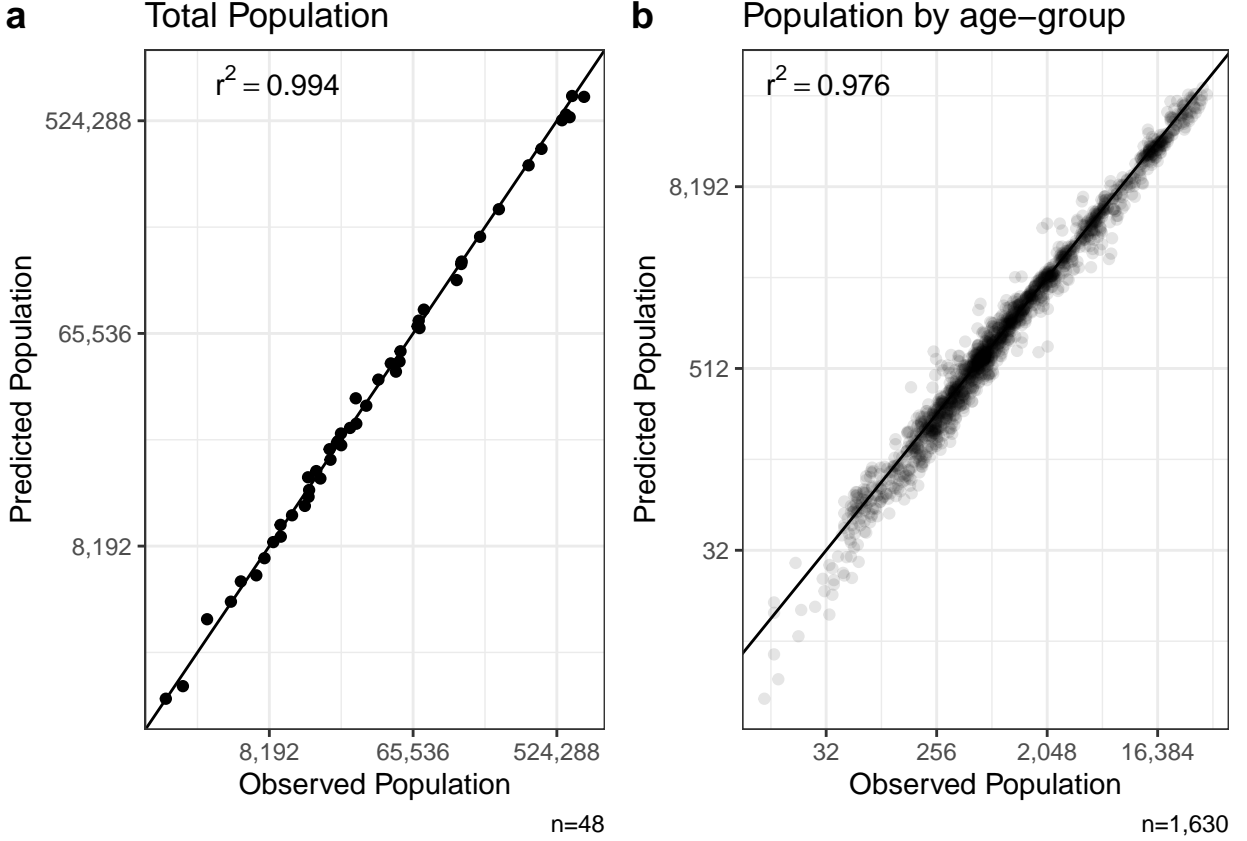 a
Total Population
r² = 0.994
524,288
65,536
8,192
Predicted Population
8,192
65,536
524,288
Observed Population
n=48
b
Population by age−group
r² = 0.976
8,192
512
32
Predicted Population
32
256
2,048
16,384
Observed Population
n=1,630